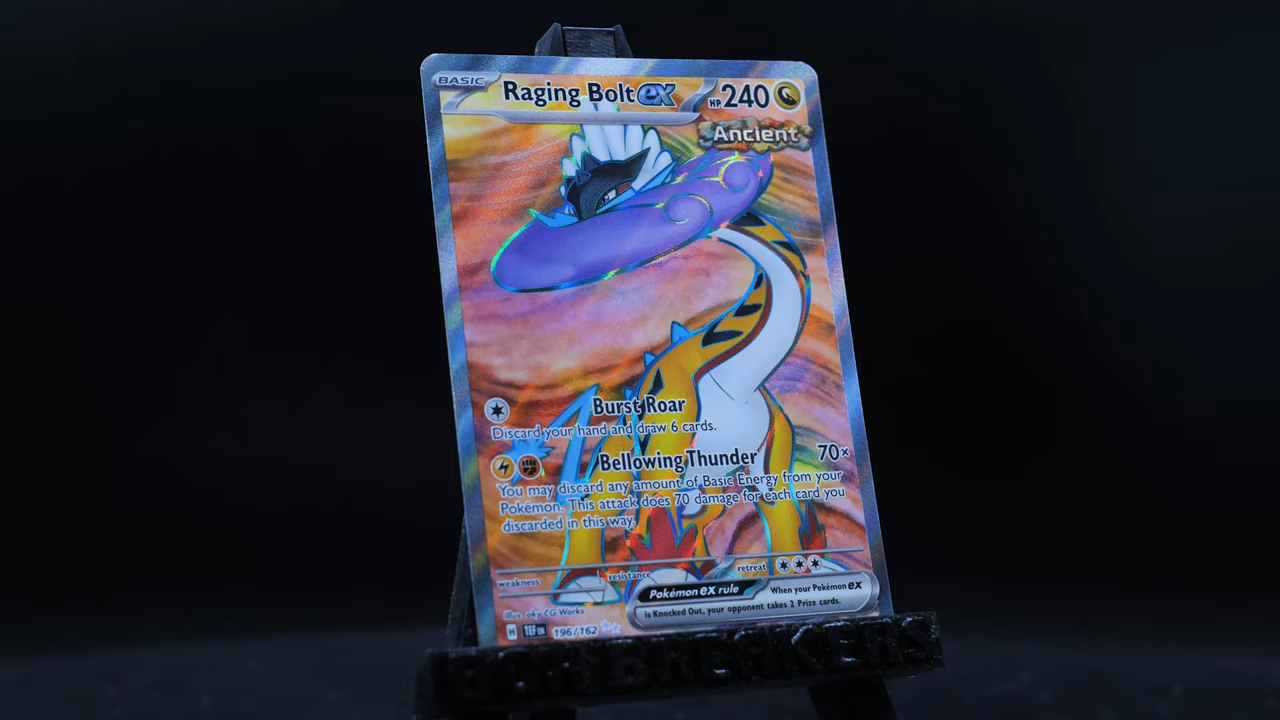 BASIC
Raging Bolt ex HP 240
Ancient
Burst Roar
Discard your hand and draw 6 cards.
Bellowing Thunder 70×
You may discard any amount of Basic Energy from your
Pokémon. This attack does 70 damage for each card you
discarded in this way.
weakness resistance retreat
Pokémon ex rule When your Pokémon ex
is Knocked Out, your opponent takes 2 Prize cards.
Illus. aky CG Works
H TEF EN 196/162